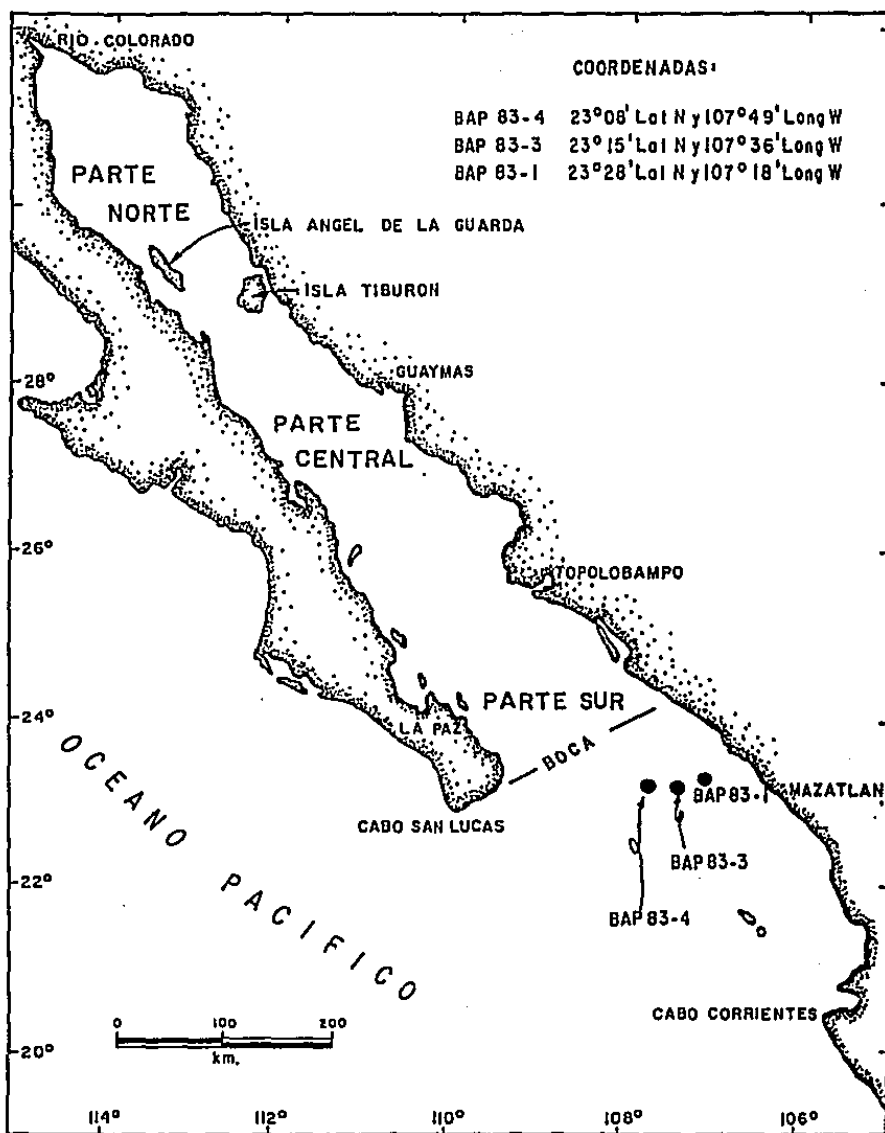 RIO COLORADO
COORDENADAS:
BAP 83-4 23°08' Lat N y 107°49' Long W
BAP 83-3 23°15' Lat N y 107°36' Long W
BAP 83-1 23°28' Lat N y 107°18' Long W
PARTE
NORTE
ISLA ANGEL DE LA GUARDA
ISLA TIBURON
GUAYMAS
28°
PARTE
CENTRAL
26°
TOPOLOBAMPO
PARTE SUR
24°
LA PAZ
BOCA
BAP 83-1
MAZATLAN
CABO SAN LUCAS
BAP 83-3
22°
BAP 83-4
OCEANO PACIFICO
CABO CORRIENTES
0 100 200
km.
20°
114° 112° 110° 108° 106°